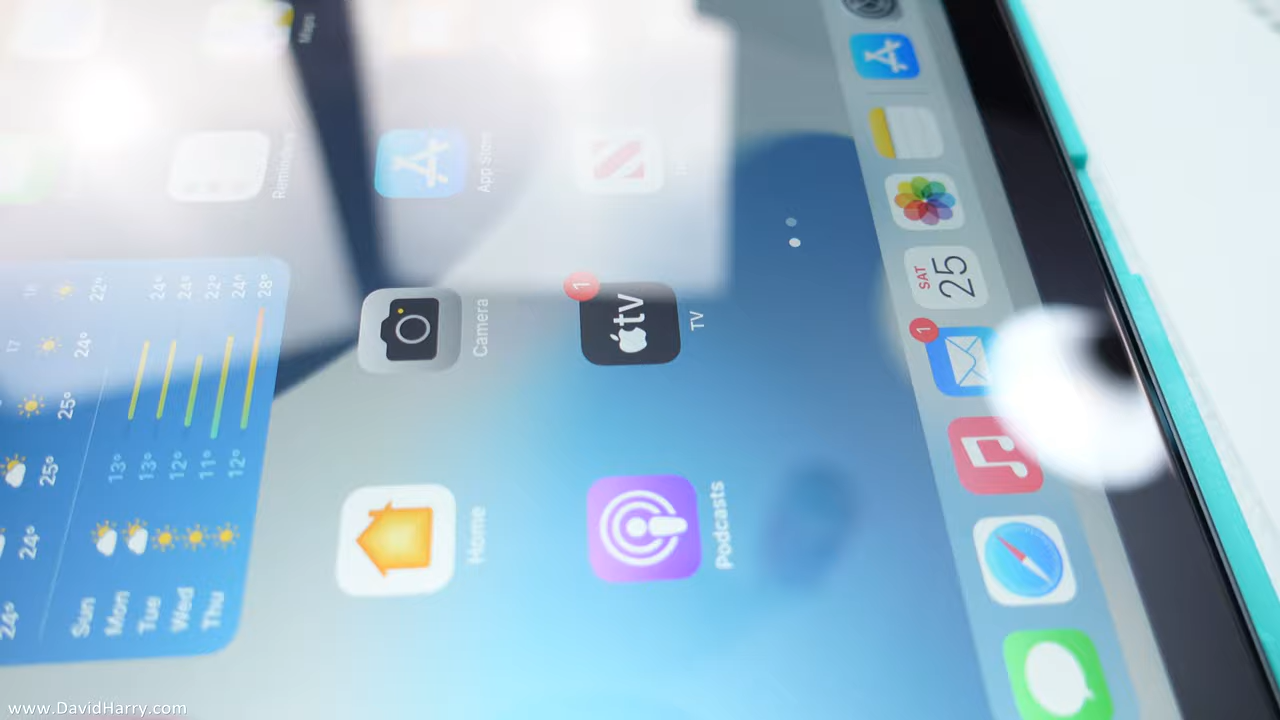 Maps
Reminders
App Store
Camera
tv
1
TV
Home
Podcasts
SAT
25
1
17
22°
24°
25°
25°
24°
24°
Sun 13° 24°
Mon 13° 24°
Tue 12° 22°
Wed 11° 24°
Thu 12° 28°
www.DavidHarry.com